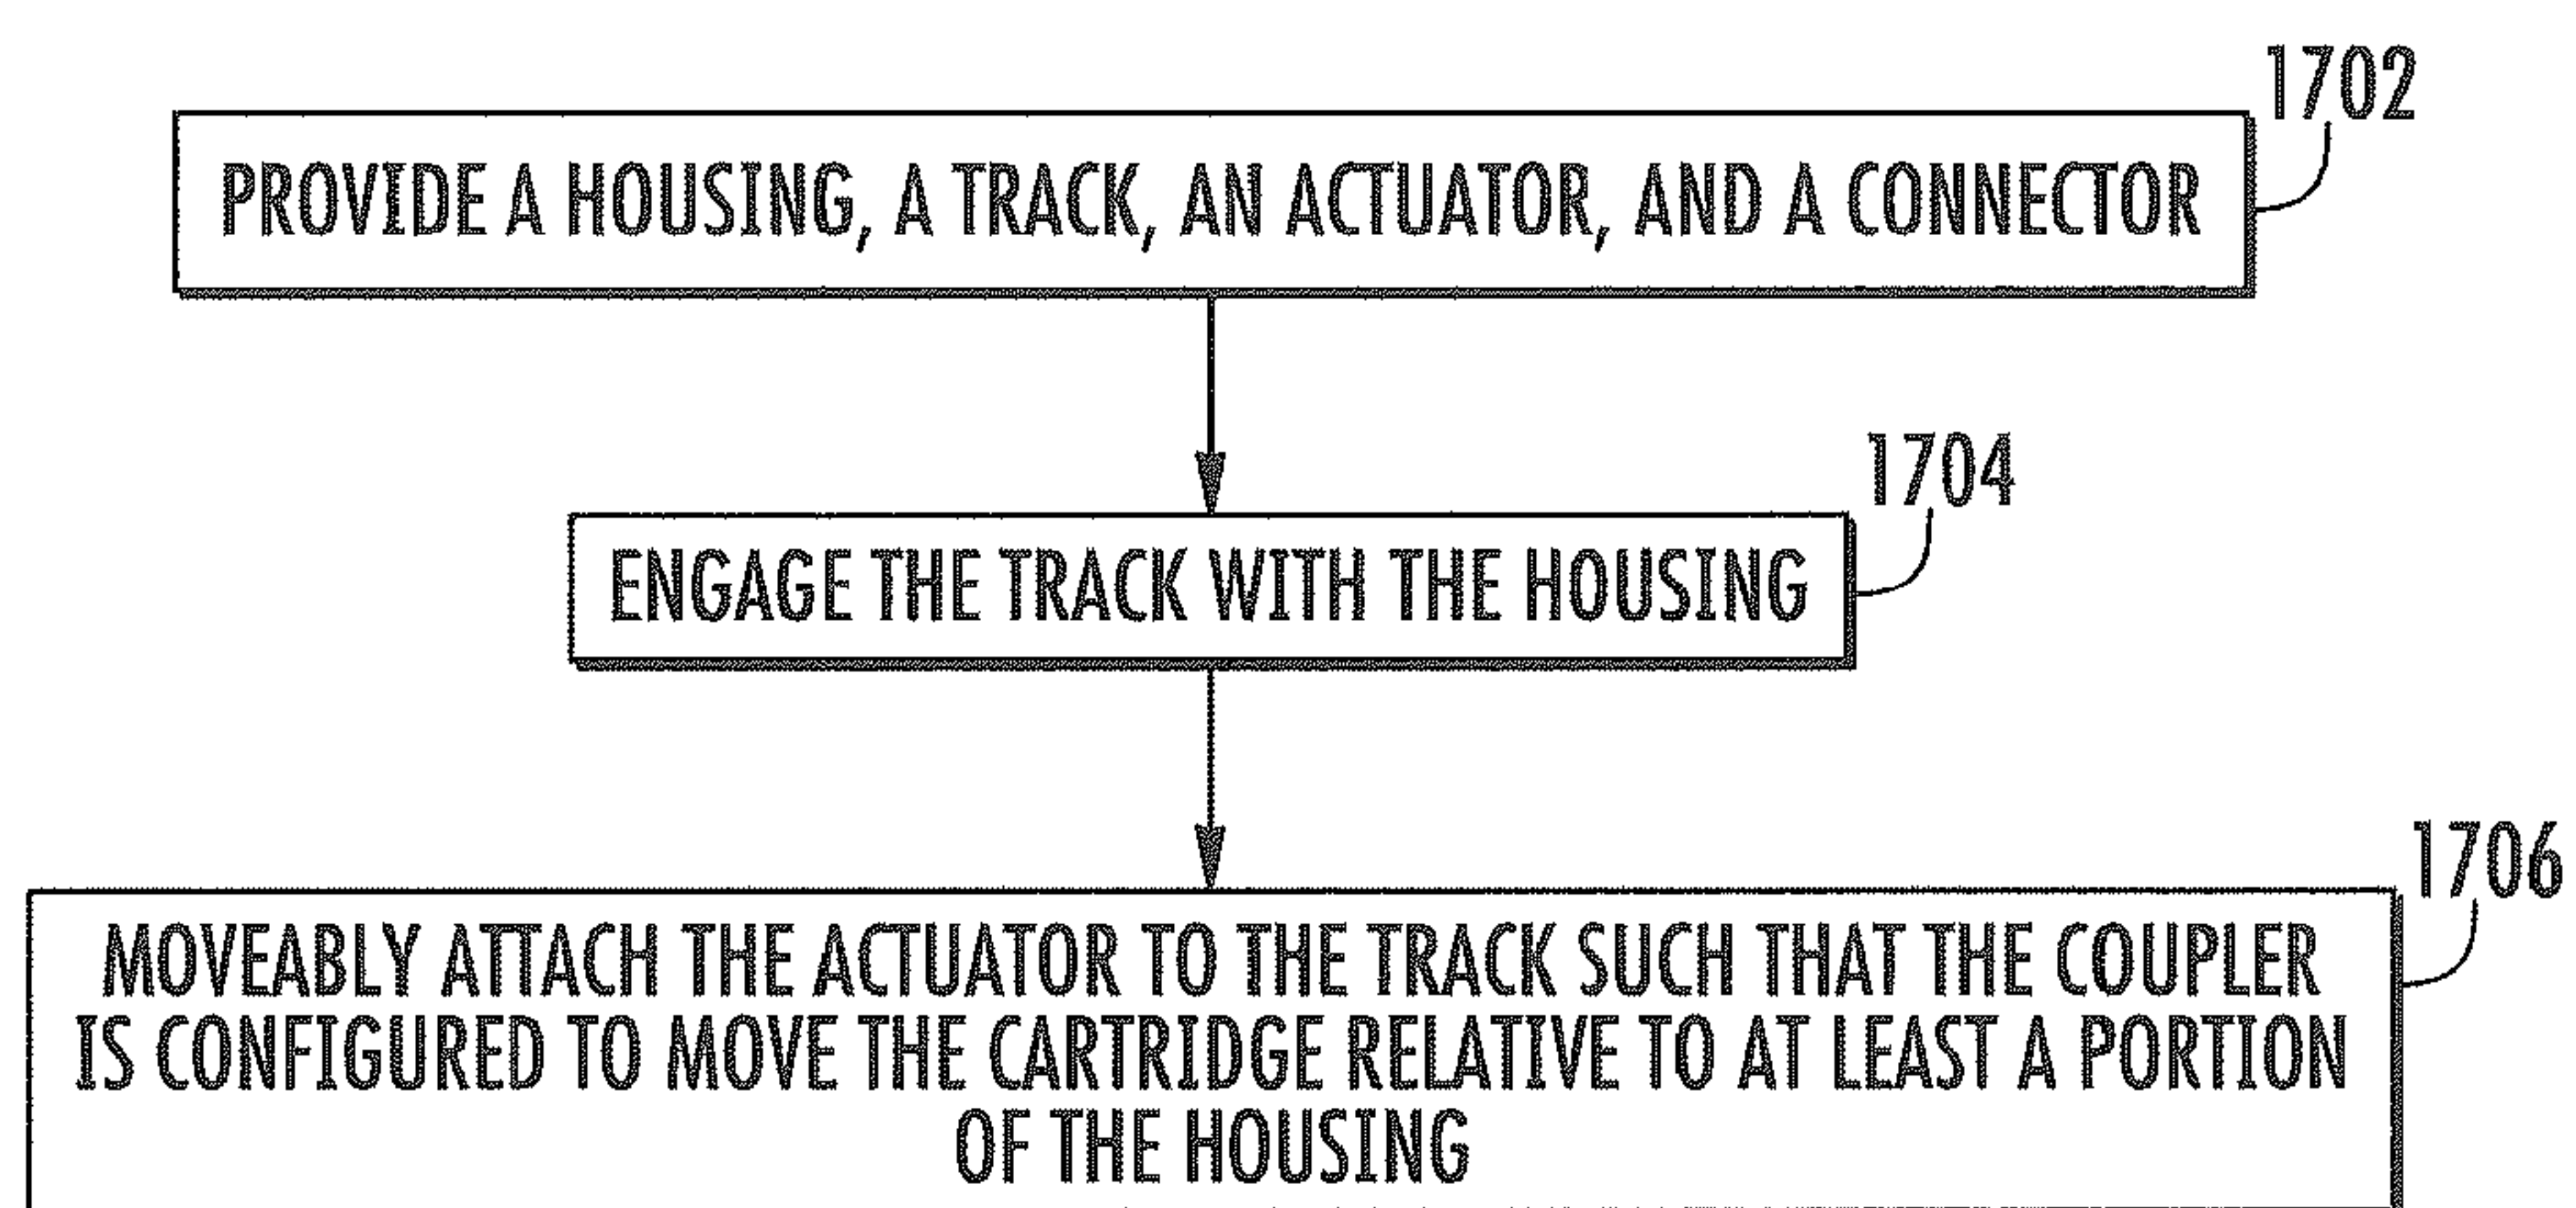 1702
PROVIDE A HOUSING, A TRACK, AN ACTUATOR, AND A CONNECTOR
1704
ENGAGE THE TRACK WITH THE HOUSING
1706
MOVEABLY ATTACH THE ACTUATOR TO THE TRACK SUCH THAT THE COUPLER
IS CONFIGURED TO MOVE THE CARTRIDGE RELATIVE TO AT LEAST A PORTION
OF THE HOUSING